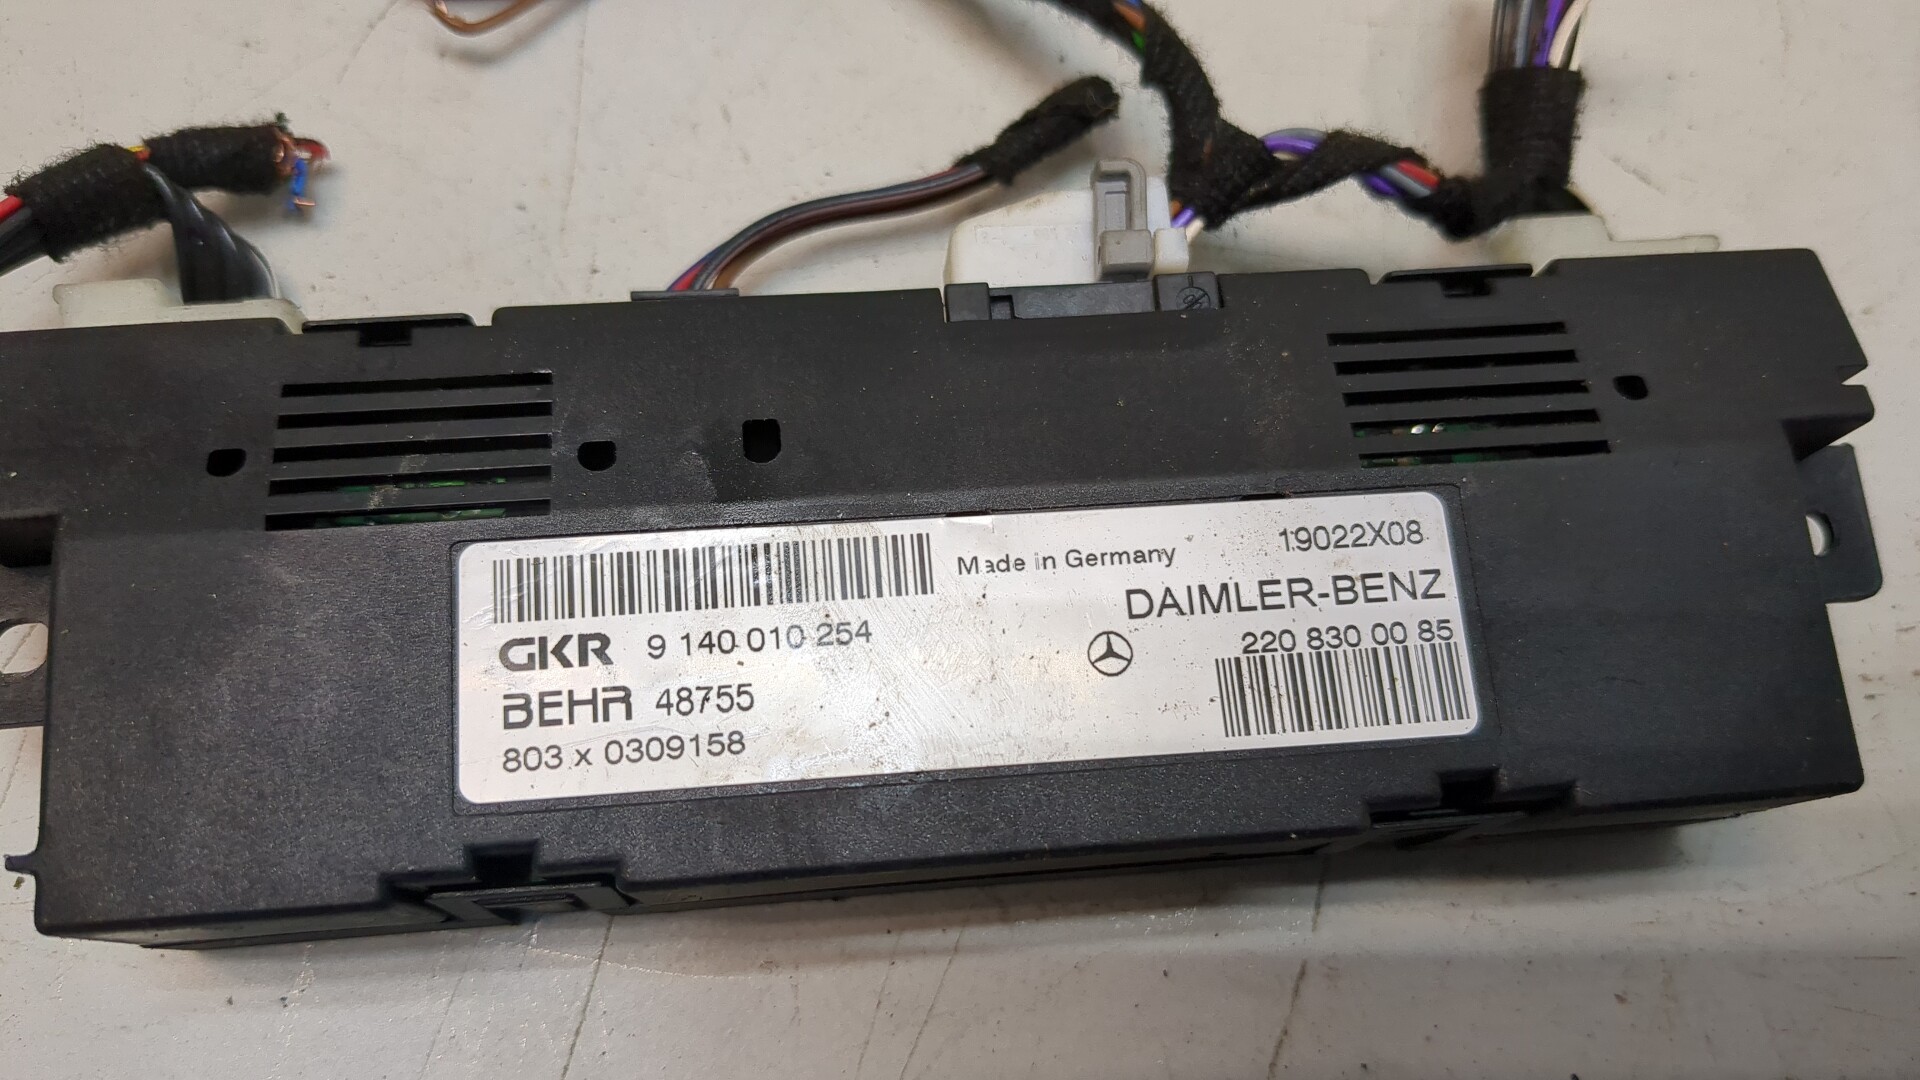 Made in Germany
19022X08
DAIMLER-BENZ
GKR 9 140 010 254
220 830 00 85
BEHR 48755
803 x 0309158